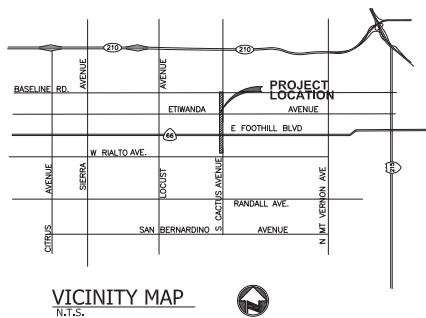 210
210
BASELINE RD.
AVENUE
AVENUE
PROJECT
LOCATION
ETIWANDA
AVENUE
66
E FOOTHILL BLVD
W RIALTO AVE.
215
CITRUS
AVENUE
SIERRA
LOCUST
S CACTUS AVENUE
N MT VERNON AVE
RANDALL AVE.
SAN BERNARDINO
AVENUE
VICINITY MAP
N.T.S.
N